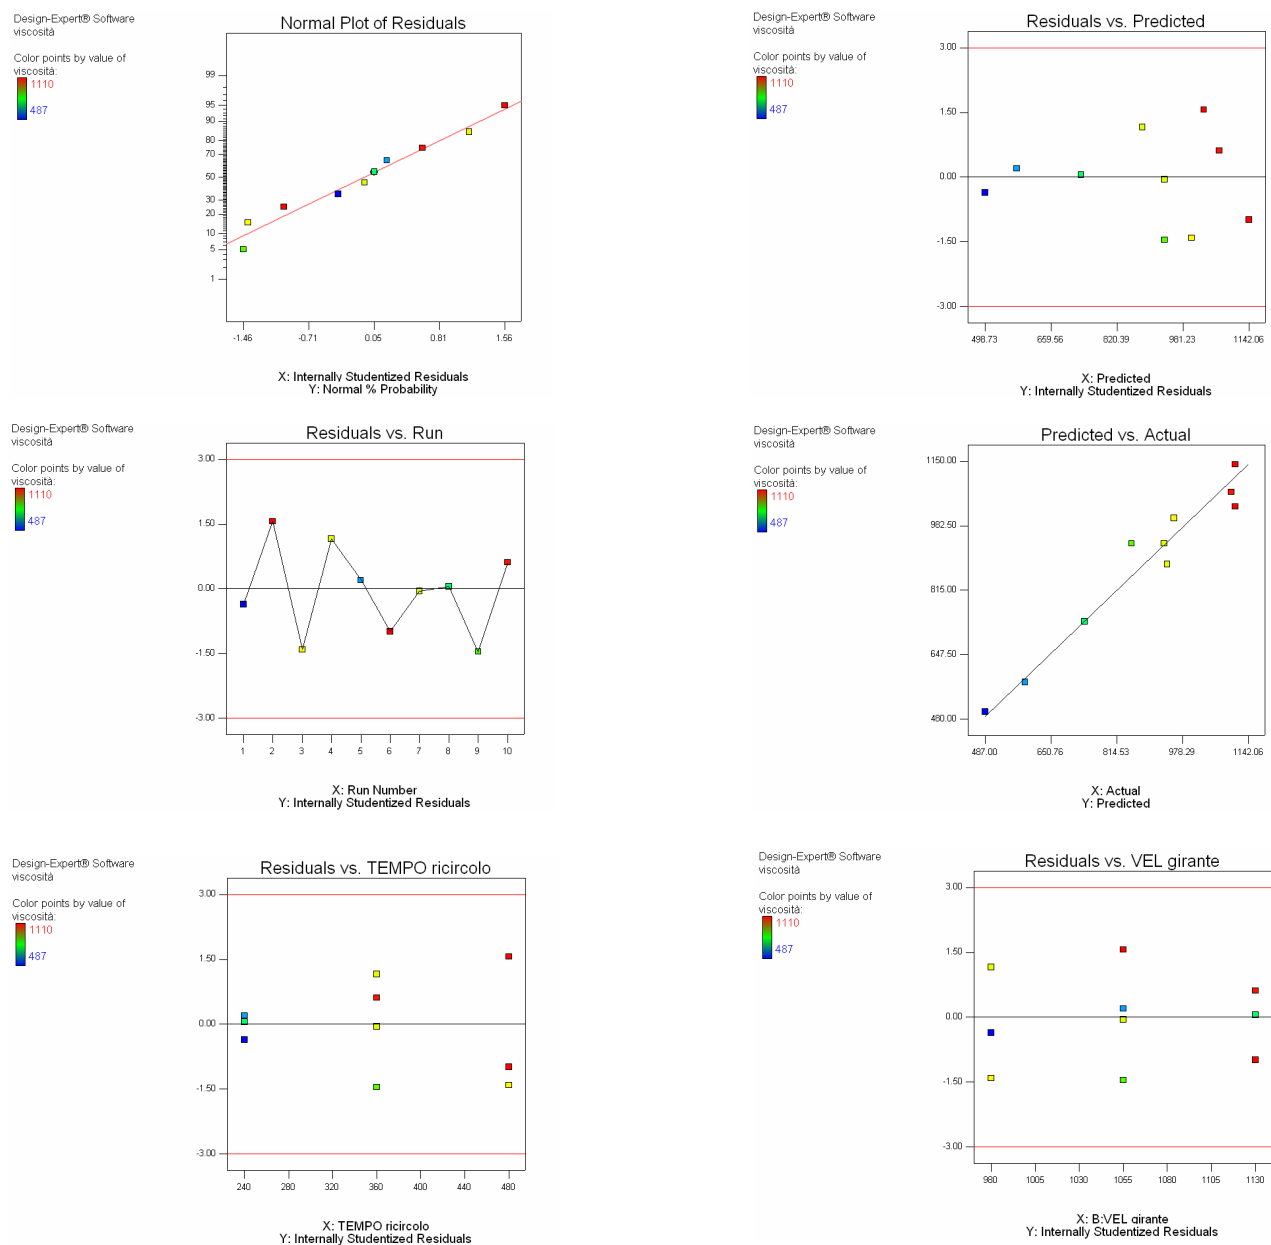 Design-Expert® Software
viscosità
Color points by value of
viscosità:
1110
487
Normal Plot of Residuals
99
95
90
80
70
50
30
20
10
5
1
-1.46
-0.71
0.05
0.81
1.56
X: Internally Studentized Residuals
Y: Normal % Probability
Design-Expert® Software
viscosità
Color points by value of
viscosità:
1110
487
Residuals vs. Predicted
3.00
1.50
0.00
-1.50
-3.00
498.73
659.56
820.39
981.23
1142.06
X: Predicted
Y: Internally Studentized Residuals
Design-Expert® Software
viscosità
Color points by value of
viscosità:
1110
487
Residuals vs. Run
3.00
1.50
0.00
-1.50
-3.00
1
2
3
4
5
6
7
8
9
10
X: Run Number
Y: Internally Studentized Residuals
Design-Expert® Software
viscosità
Color points by value of
viscosità:
1110
487
Predicted vs. Actual
1150.00
982.50
815.00
647.50
480.00
487.00
650.76
814.53
978.29
1142.06
X: Actual
Y: Predicted
Design-Expert® Software
viscosità
Color points by value of
viscosità:
1110
487
Residuals vs. TEMPO ricircolo
3.00
1.50
0.00
-1.50
-3.00
240
280
320
360
400
440
480
X: TEMPO ricircolo
Y: Internally Studentized Residuals
Design-Expert® Software
viscosità
Color points by value of
viscosità:
1110
487
Residuals vs. VEL girante
3.00
1.50
0.00
-1.50
-3.00
980
1005
1030
1055
1080
1105
1130
X: B:VEL girante
Y: Internally Studentized Residuals